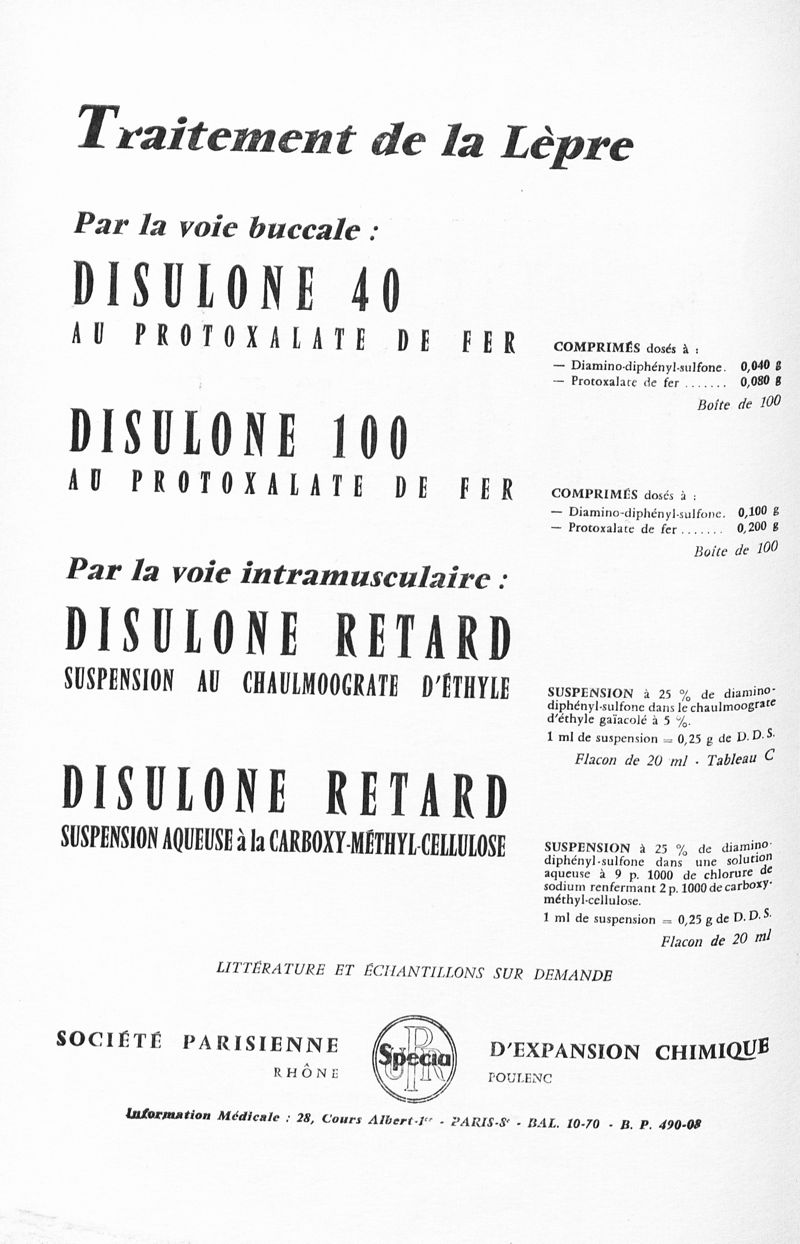 Traitement de la Lèpre
Par la voie buccale :
DISULONE 40
AU PROTOXALATE DE FER
COMPRIMÉS dosés à :
— Diamino-diphényl-sulfone. 0,040 g
— Protoxalate de fer ....... 0,080 g
Boîte de 100
DISULONE 100
AU PROTOXALATE DE FER
COMPRIMÉS dosés à :
— Diamino-diphényl-sulfone. 0,100 g
— Protoxalate de fer ....... 0,200 g
Boîte de 100
Par la voie intramusculaire :
DISULONE RETARD
SUSPENSION AU CHAULMOOGRATE D'ÉTHYLE
SUSPENSION à 25 % de diamino-
diphényl-sulfone dans le chaulmoograte
d'éthyle gaïacolé à 5 %.
1 ml de suspension = 0,25 g de D. D. S.
Flacon de 20 ml - Tableau C
DISULONE RETARD
SUSPENSION AQUEUSE à la CARBOXY-MÉTHYL-CELLULOSE
SUSPENSION à 25 % de diamino-
diphényl-sulfone dans une solution
aqueuse à 9 p. 1000 de chlorure de
sodium renfermant 2 p. 1000 de carboxy-
méthyl-cellulose.
1 ml de suspension = 0,25 g de D. D. S.
Flacon de 20 ml
LITTÉRATURE ET ÉCHANTILLONS SUR DEMANDE
SOCIÉTÉ PARISIENNE D'EXPANSION CHIMIQUE
Specia
RHÔNE POULENC
Information Médicale : 28, Cours Albert-Iᵉʳ - PARIS-8ᵉ - BAL. 10-70 - B. P. 490-08